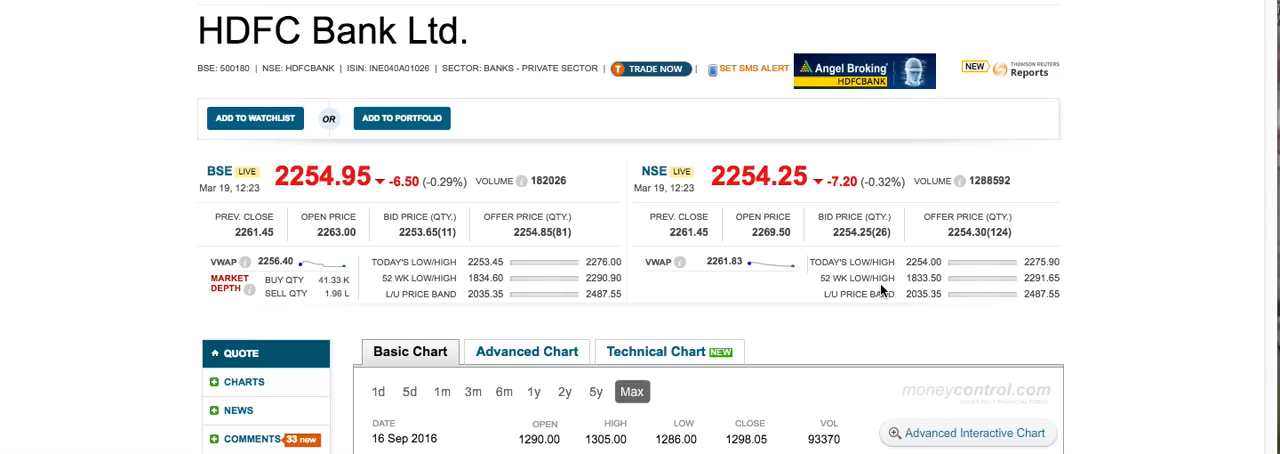 HDFC Bank Ltd.
BSE: 500180 | NSE: HDFCBANK | ISIN: INE040A01026 | SECTOR: BANKS - PRIVATE SECTOR | T TRADE NOW | SET SMS ALERT
Angel Broking
HDFCBANK
NEW THOMSON REUTERS
Reports
ADD TO WATCHLIST OR ADD TO PORTFOLIO
BSE LIVE 2254.95 -6.50 (-0.29%) VOLUME i 182026
Mar 19, 12:23
PREV. CLOSE OPEN PRICE BID PRICE (QTY.) OFFER PRICE (QTY.)
2261.45 2263.00 2253.65(11) 2254.85(81)
VWAP i 2256.40
MARKET DEPTH i
BUY QTY 41.33 K
SELL QTY 1.96 L
TODAY'S LOW/HIGH 2253.45 2276.00
52 WK LOW/HIGH 1834.60 2290.90
L/U PRICE BAND 2035.35 2487.55
NSE LIVE 2254.25 -7.20 (-0.32%) VOLUME i 1288592
Mar 19, 12:23
PREV. CLOSE OPEN PRICE BID PRICE (QTY.) OFFER PRICE (QTY.)
2261.45 2269.50 2254.25(26) 2254.30(124)
VWAP i 2261.83
TODAY'S LOW/HIGH 2254.00 2275.90
52 WK LOW/HIGH 1833.50 2291.65
L/U PRICE BAND 2035.35 2487.55
QUOTE
CHARTS
NEWS
COMMENTS 33 new
Basic Chart Advanced Chart Technical Chart NEW
1d 5d 1m 3m 6m 1y 2y 5y Max
moneycontrol.com
DATE OPEN HIGH LOW CLOSE VOL
16 Sep 2016 1290.00 1305.00 1286.00 1298.05 93370
Advanced Interactive Chart